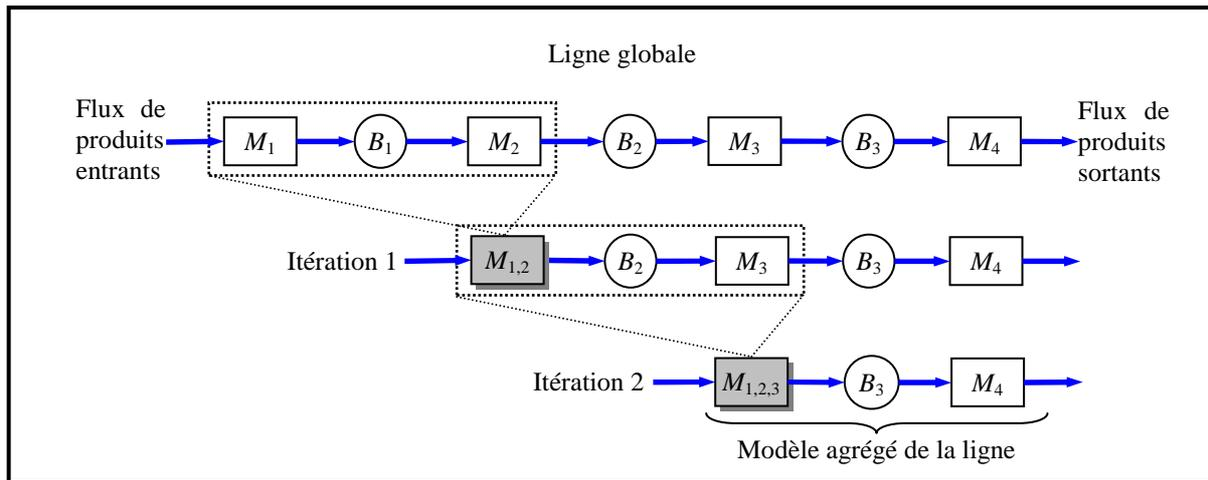 Ligne globale
Flux de
produits
entrants
M1 B1 M2 B2 M3 B3 M4
Flux de
produits
sortants
Itération 1 M1,2 B2 M3 B3 M4
Itération 2 M1,2,3 B3 M4
Modèle agrégé de la ligne